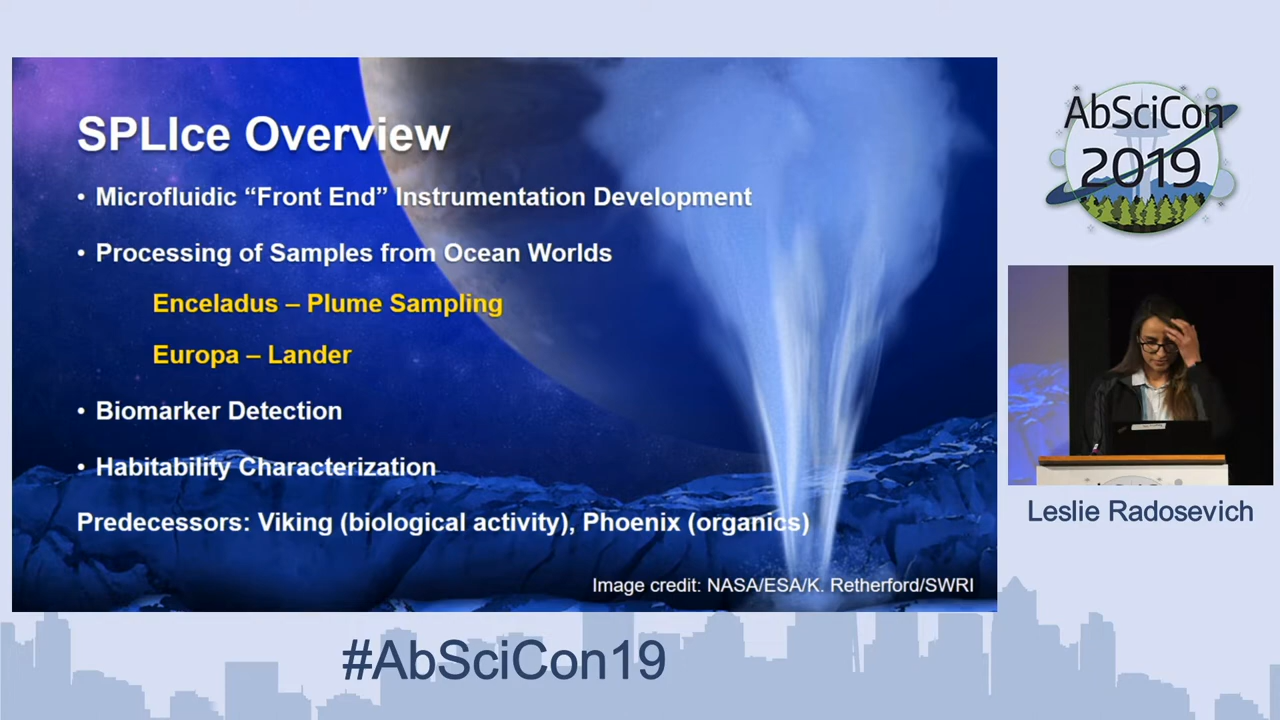 SPLIce Overview
• Microfluidic “Front End” Instrumentation Development
• Processing of Samples from Ocean Worlds
Enceladus – Plume Sampling
Europa – Lander
• Biomarker Detection
• Habitability Characterization
Predecessors: Viking (biological activity), Phoenix (organics)
Image credit: NASA/ESA/K. Retherford/SWRI
AbSciCon
2019
Leslie Radosevich
#AbSciCon19